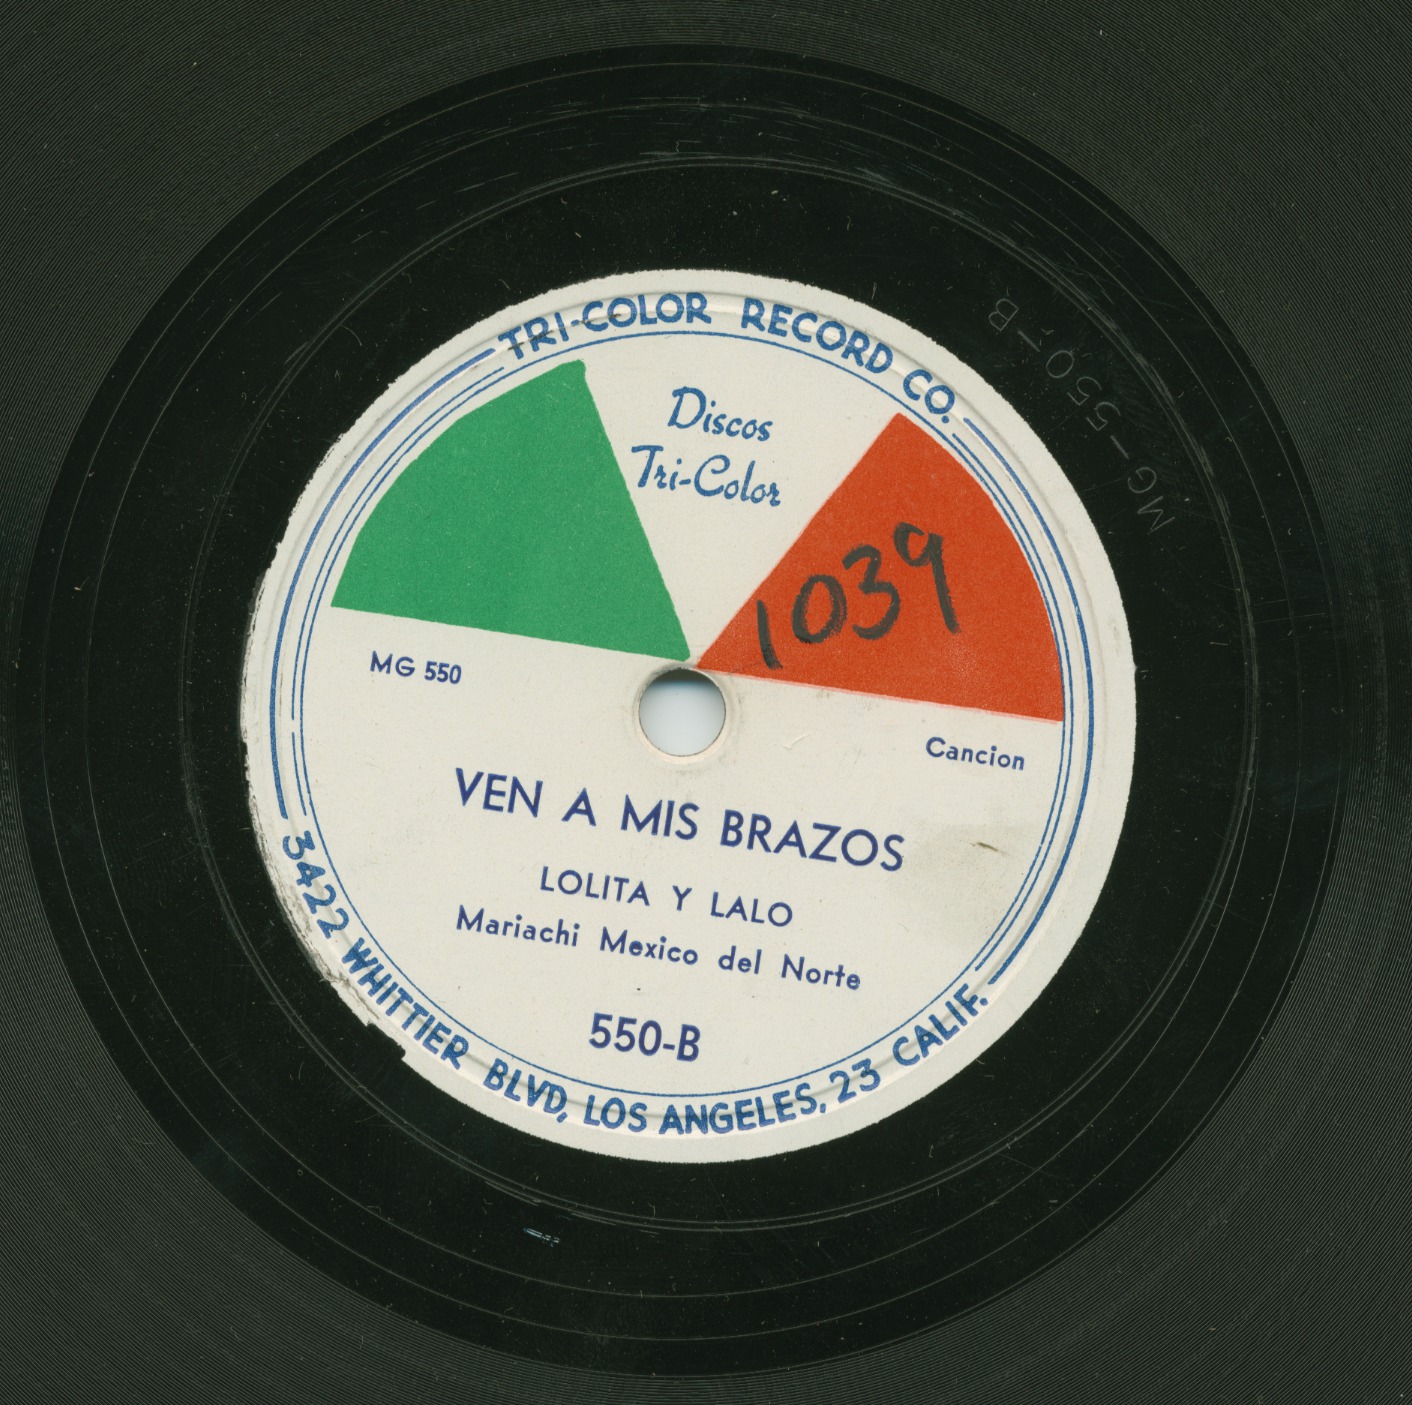 TRI-COLOR RECORD CO.
Discos
Tri-Color
1039
MG 550
Cancion
VEN A MIS BRAZOS
LOLITA Y LALO
Mariachi Mexico del Norte
550-B
3422 WHITTIER BLVD, LOS ANGELES, 23 CALIF.
MG-550-B